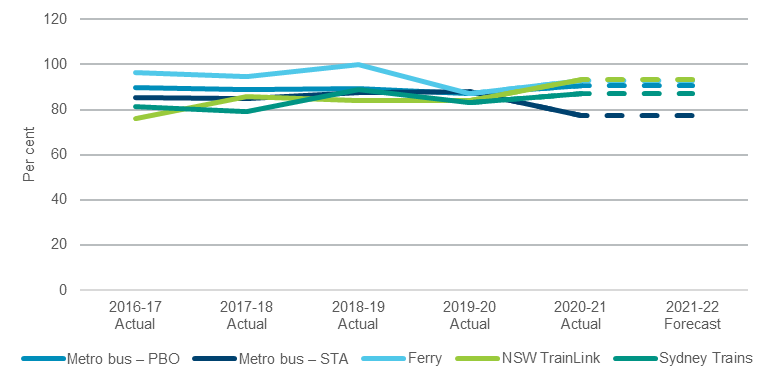 120
100
80
60
40
20
0
Per cent
2016-17 2017-18 2018-19 2019-20 2020-21 2021-22
Actual Actual Actual Actual Actual Forecast
Metro bus – PBO Metro bus – STA Ferry NSW TrainLink Sydney Trains